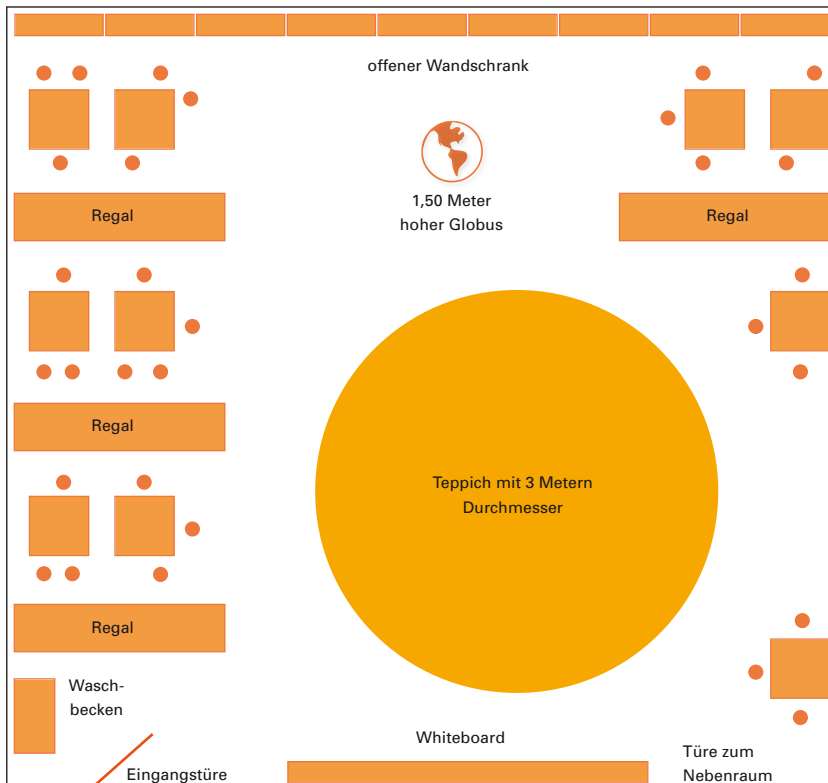 offener Wandschrank
1,50 Meter
hoher Globus
Regal
Regal
Regal
Teppich mit 3 Metern
Durchmesser
Regal
Wasch-
becken
Whiteboard
Eingangstüre
Türe zum
Nebenraum